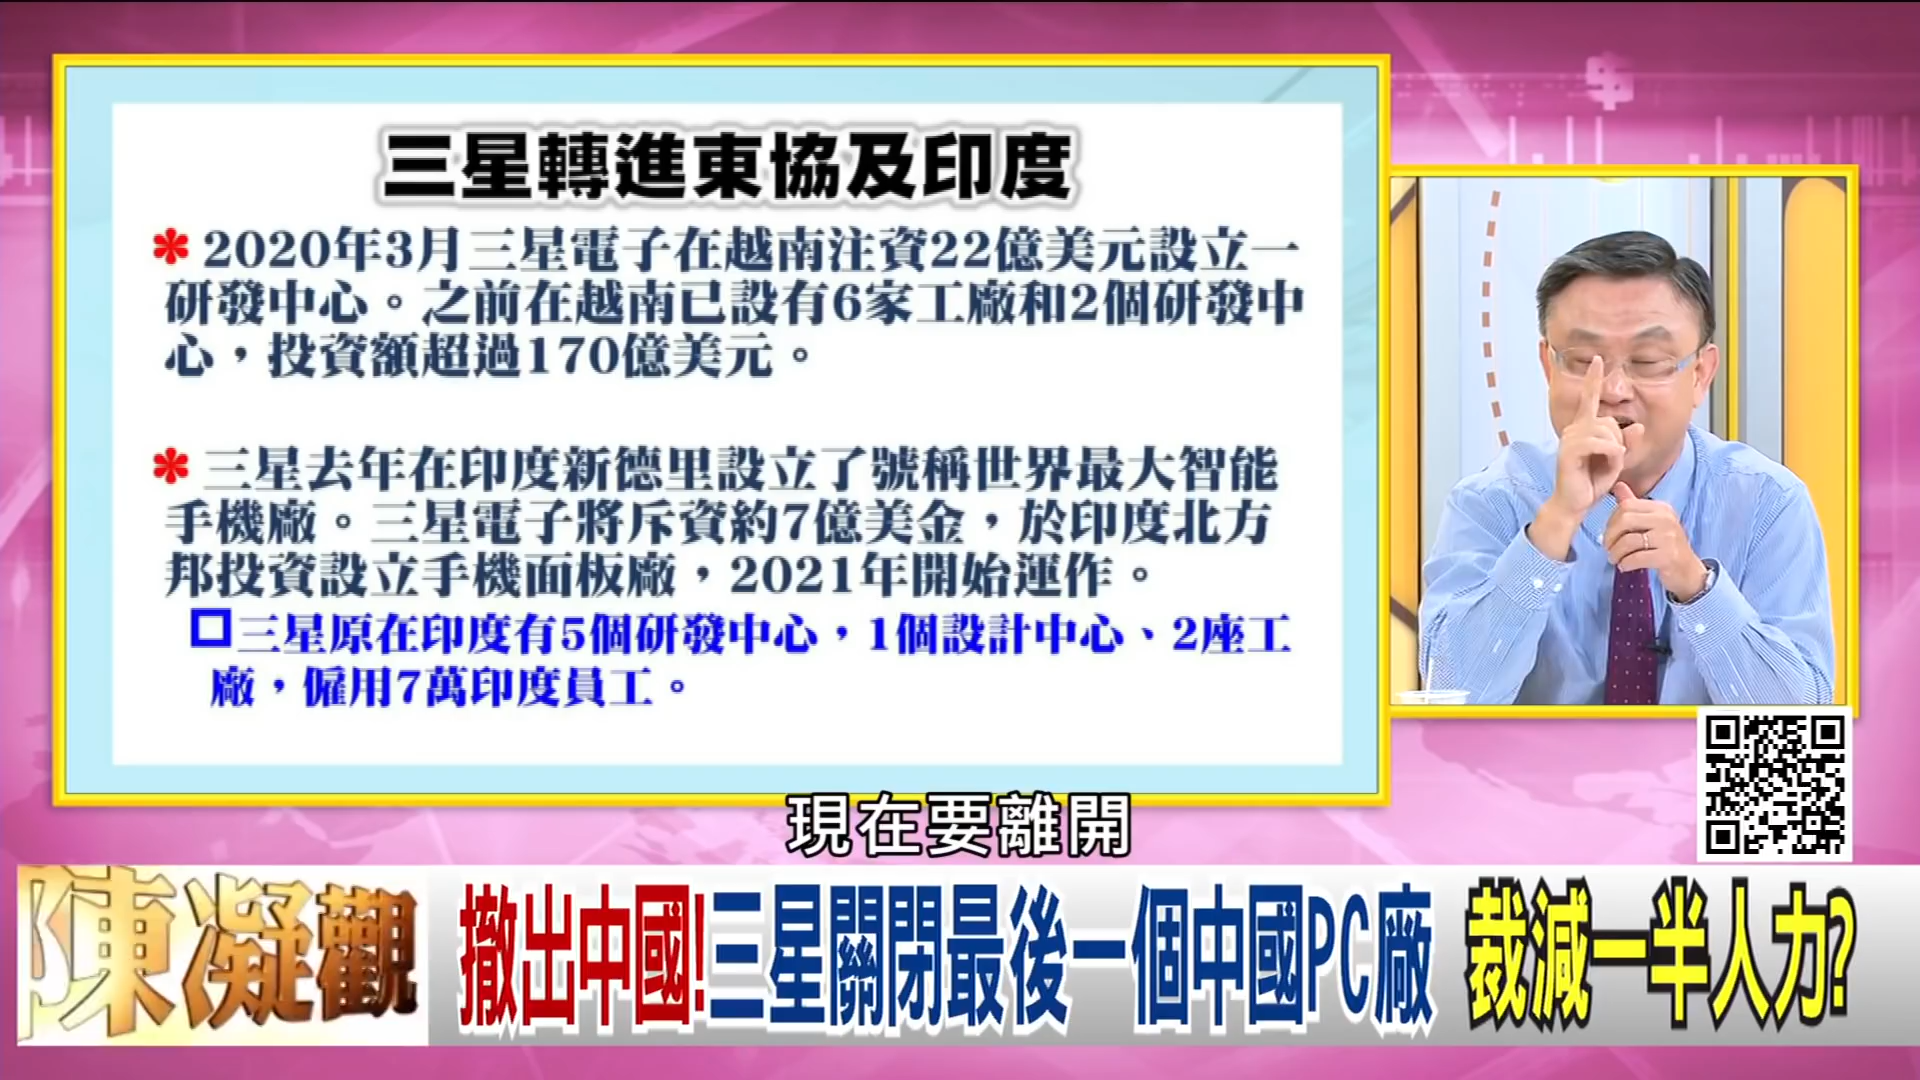 三星轉進東協及印度
✽ 2020年3月三星電子在越南注資22億美元設立一
研發中心。之前在越南已設有6家工廠和2個研發中
心，投資額超過170億美元。
✽ 三星去年在印度新德里設立了號稱世界最大智能
手機廠。三星電子將斥資約7億美金，於印度北方
邦投資設立手機面板廠，2021年開始運作。
□三星原在印度有5個研發中心，1個設計中心、2座工
廠，僱用7萬印度員工。
現在要離開
陳凝觀
撤出中國!三星關閉最後一個中國PC廠 裁減一半人力?